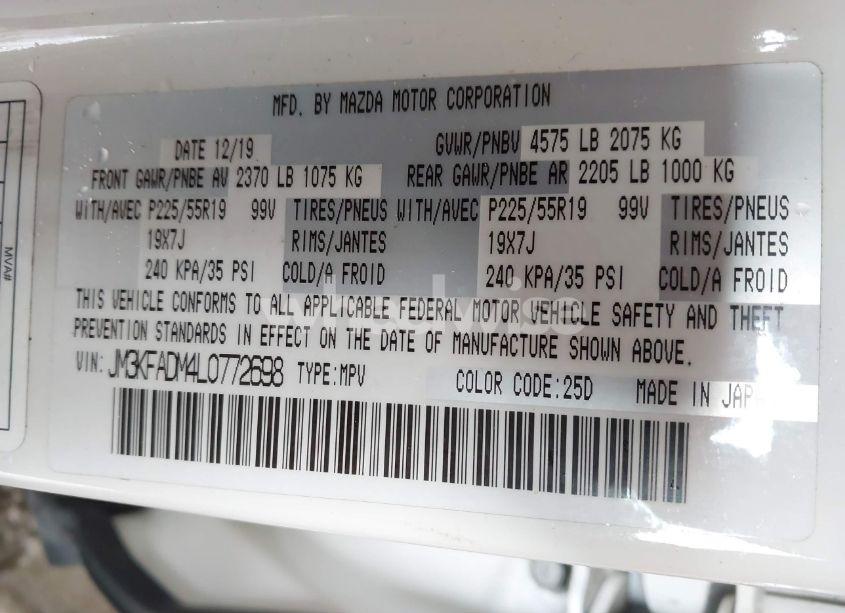 MFD. BY MAZDA MOTOR CORPORATION
DATE 12/19 GVWR/PNBV 4575 LB 2075 KG
FRONT GAWR/PNBE AV 2370 LB 1075 KG REAR GAWR/PNBE AR 2205 LB 1000 KG
WITH/AVEC P225/55R19 99V TIRES/PNEUS WITH/AVEC P225/55R19 99V TIRES/PNEUS
19X7J RIMS/JANTES 19X7J RIMS/JANTES
240 KPA/35 PSI COLD/A FROID 240 KPA/35 PSI COLD/A FROID
THIS VEHICLE CONFORMS TO ALL APPLICABLE FEDERAL MOTOR VEHICLE SAFETY AND THEFT
PREVENTION STANDARDS IN EFFECT ON THE DATE OF MANUFACTURE SHOWN ABOVE.
VIN: JM3KFADM4L0772698 TYPE:MPV COLOR CODE:25D MADE IN JAPA
MVA#